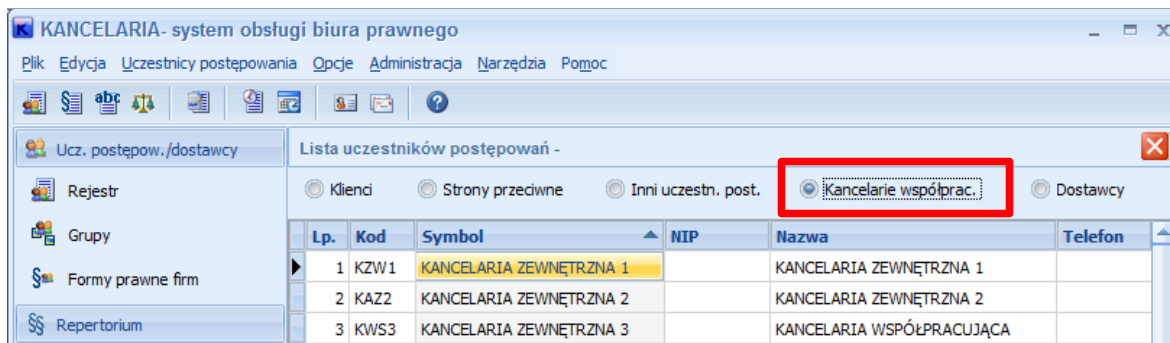 KANCELARIA- system obsługi biura prawnego
Plik Edycja Uczestnicy postępowania Opcje Administracja Narzędzia Pomoc
Ucz. postępow./dostawcy
Lista uczestników postępowań -
Rejestr
Klienci Strony przeciwne Inni uczestn. post. Kancelarie współprac. Dostawcy
Grupy
Lp. Kod Symbol NIP Nazwa Telefon
1 KZW1 KANCELARIA ZEWNĘTRZNA 1 KANCELARIA ZEWNĘTRZNA 1
Formy prawne firm
2 KAZ2 KANCELARIA ZEWNĘTRZNA 2 KANCELARIA ZEWNĘTRZNA 2
Repertorium
3 KWS3 KANCELARIA ZEWNĘTRZNA 3 KANCELARIA WSPÓŁPRACUJĄCA